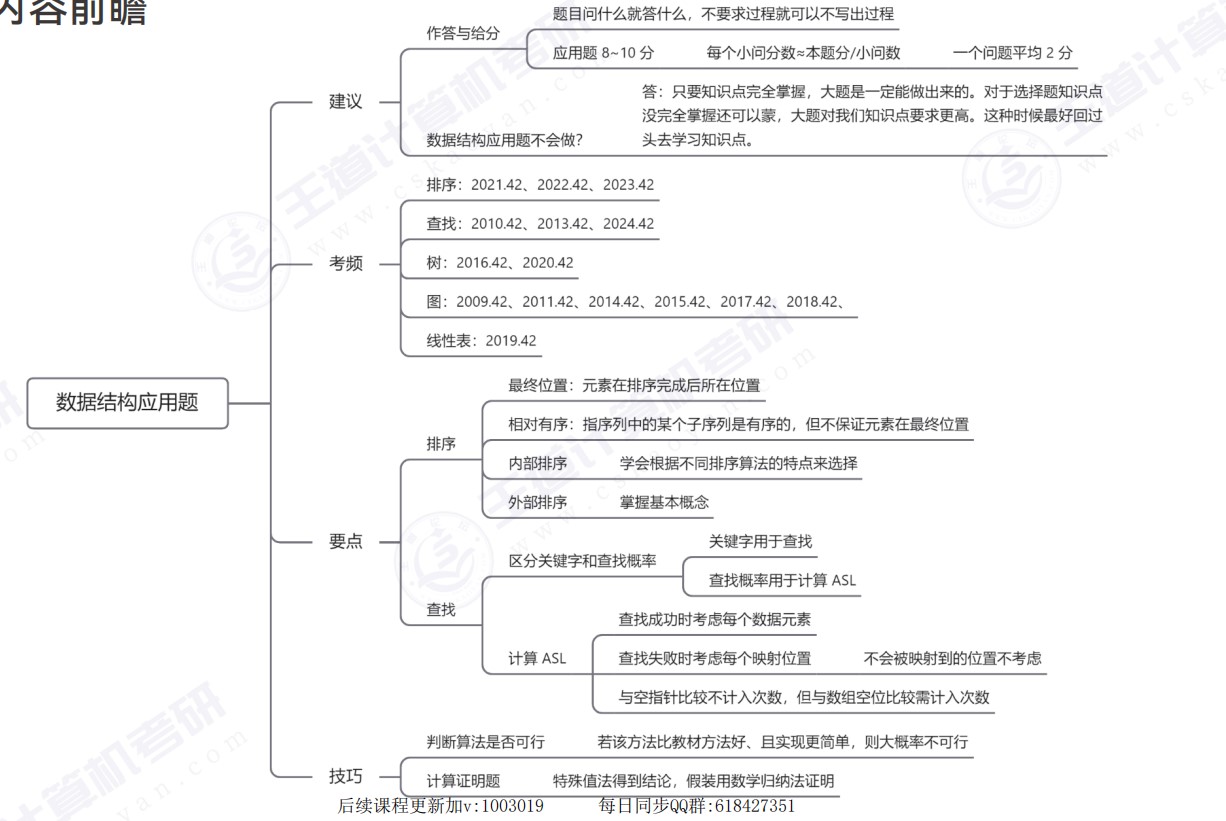 内容前瞻
题目问什么就答什么，不要求过程就可以不写出过程
作答与给分
应用题 8~10 分 每个小问分数≈本题分/小问数 一个问题平均 2 分
建议
答：只要知识点完全掌握，大题是一定能做出来的。对于选择题知识点
没完全掌握还可以蒙，大题对我们知识点要求更高。这种时候最好回过
头去学习知识点。
数据结构应用题不会做？
排序：2021.42、2022.42、2023.42
查找：2010.42、2013.42、2024.42
考频
树：2016.42、2020.42
图：2009.42、2011.42、2014.42、2015.42、2017.42、2018.42、
线性表：2019.42
数据结构应用题
最终位置：元素在排序完成后所在位置
相对有序：指序列中的某个子序列是有序的，但不保证元素在最终位置
排序
内部排序 学会根据不同排序算法的特点来选择
外部排序 掌握基本概念
要点
关键字用于查找
区分关键字和查找概率
查找概率用于计算 ASL
查找
查找成功时考虑每个数据元素
计算 ASL
查找失败时考虑每个映射位置 不会被映射到的位置不考虑
与空指针比较不计入次数，但与数组空位比较需计入次数
判断算法是否可行 若该方法比教材方法好、且实现更简单，则大概率不可行
技巧
计算证明题 特殊值法得到结论，假装用数学归纳法证明
后续课程更新加v:1003019 每日同步QQ群:618427351
王道计算机考研
www.cskaoyan.com